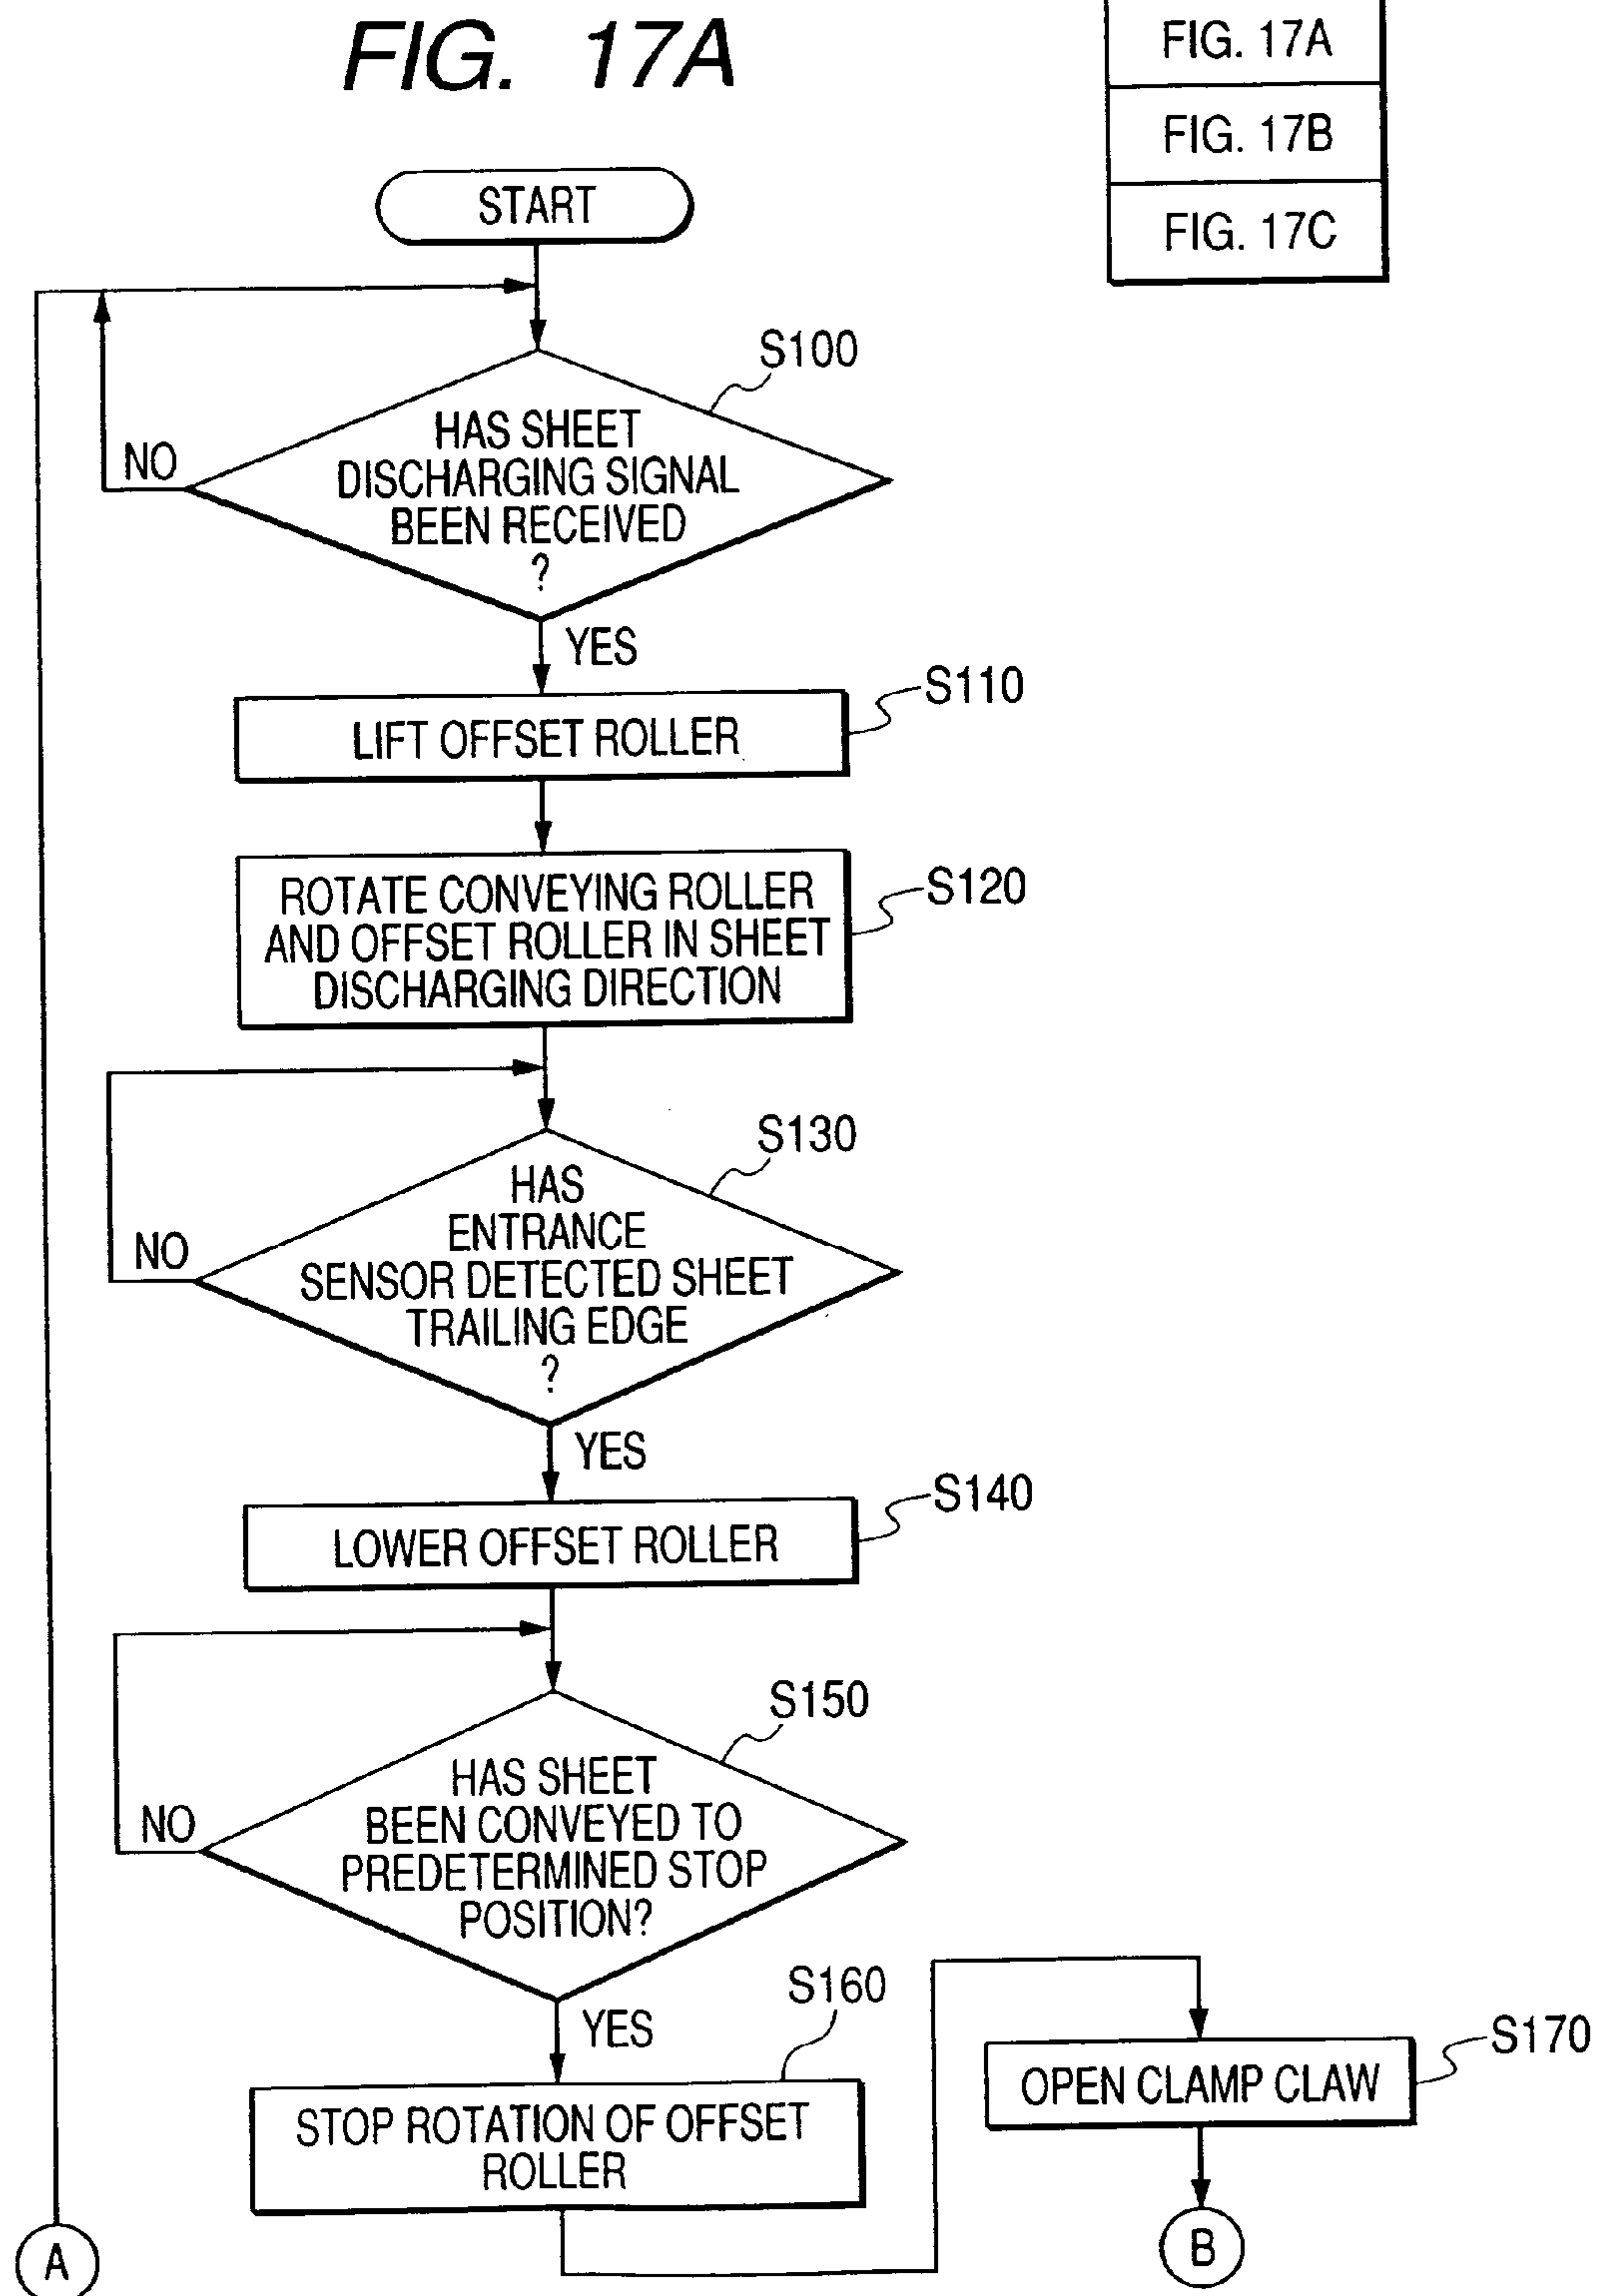 FIG. 17A
FIG. 17A
FIG. 17B
FIG. 17C
START
S100
HAS SHEET
DISCHARGING SIGNAL
BEEN RECEIVED
?
NO
YES
S110
LIFT OFFSET ROLLER
S120
ROTATE CONVEYING ROLLER
AND OFFSET ROLLER IN SHEET
DISCHARGING DIRECTION
S130
HAS
ENTRANCE
SENSOR DETECTED SHEET
TRAILING EDGE
?
NO
YES
S140
LOWER OFFSET ROLLER
S150
HAS SHEET
BEEN CONVEYED TO
PREDETERMINED STOP
POSITION?
NO
YES
S160
STOP ROTATION OF OFFSET
ROLLER
S170
OPEN CLAMP CLAW
A
B